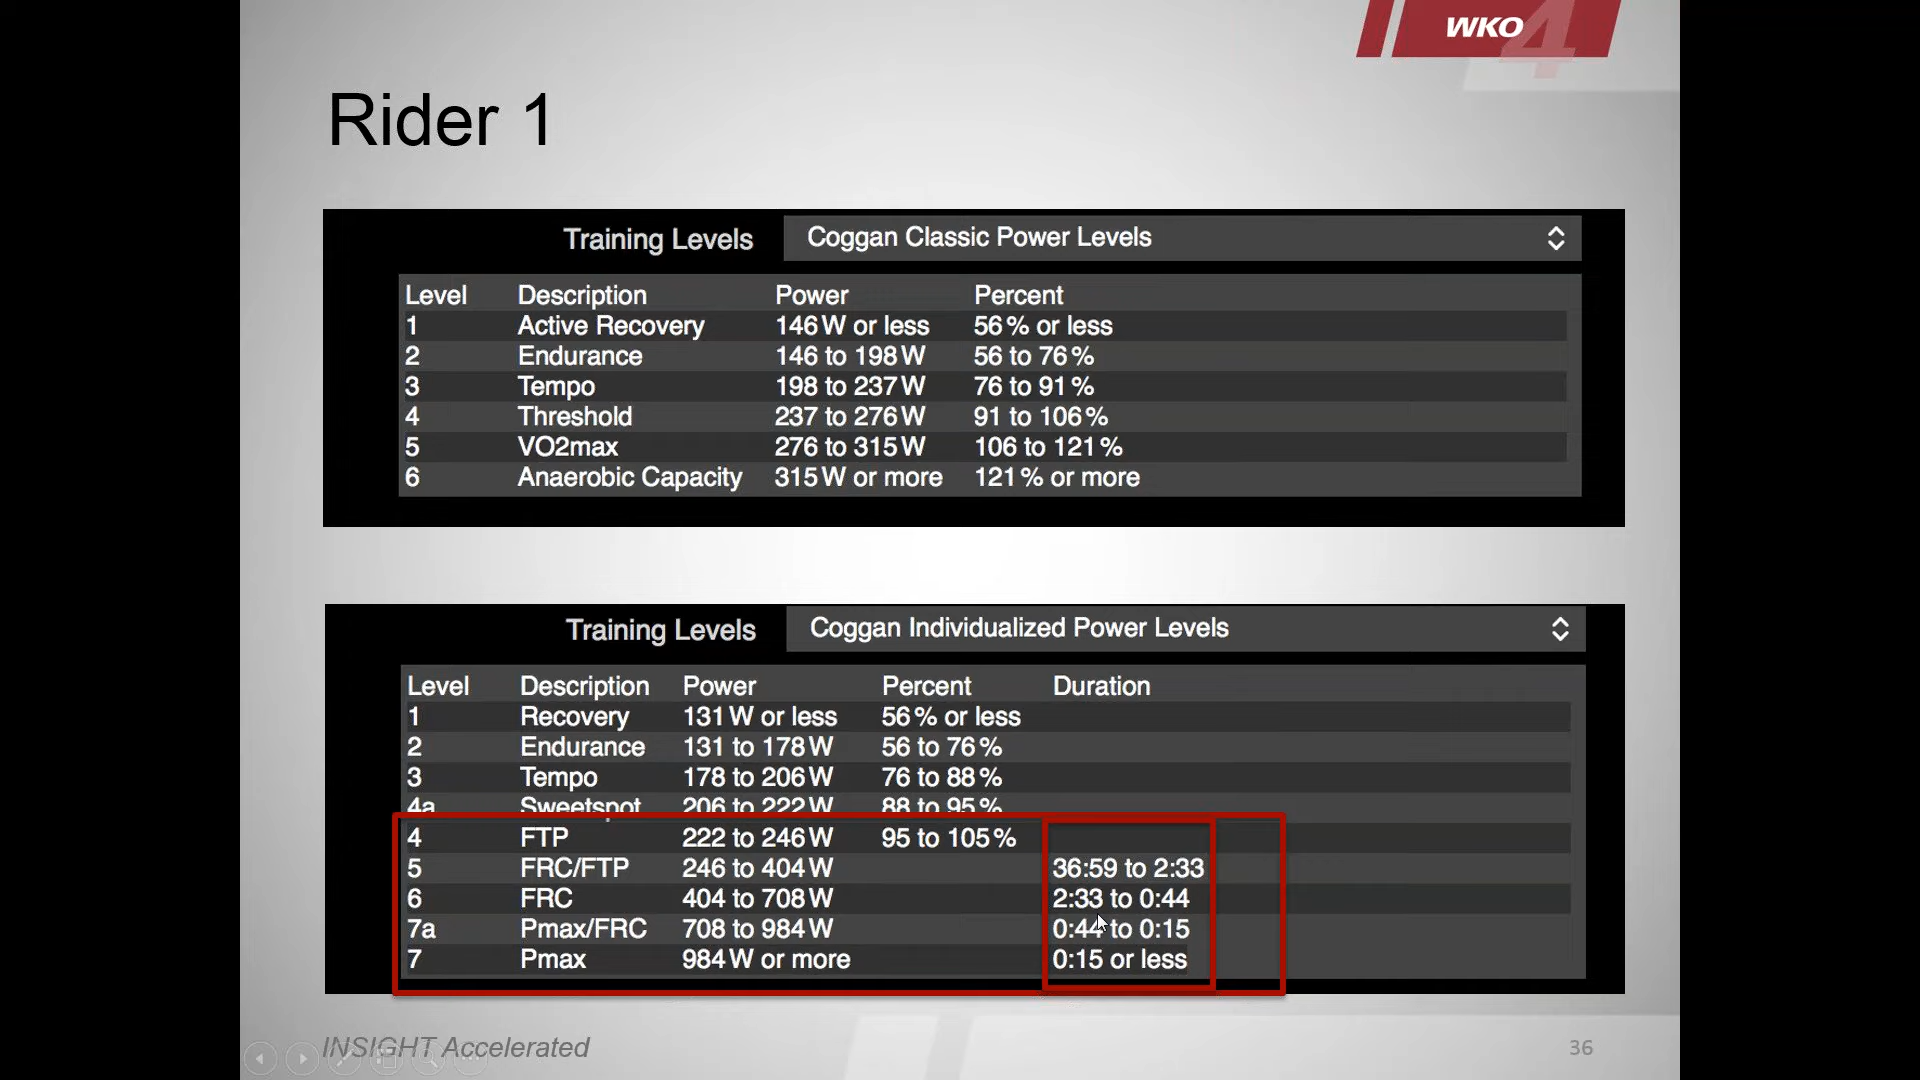 WKO 4
Rider 1
Training Levels Coggan Classic Power Levels
Level Description Power Percent
1 Active Recovery 146 W or less 56 % or less
2 Endurance 146 to 198 W 56 to 76 %
3 Tempo 198 to 237 W 76 to 91 %
4 Threshold 237 to 276 W 91 to 106 %
5 VO2max 276 to 315 W 106 to 121 %
6 Anaerobic Capacity 315 W or more 121 % or more
Training Levels Coggan Individualized Power Levels
Level Description Power Percent Duration
1 Recovery 131 W or less 56 % or less
2 Endurance 131 to 178 W 56 to 76 %
3 Tempo 178 to 206 W 76 to 88 %
4a Sweetspot 206 to 222 W 88 to 95 %
4 FTP 222 to 246 W 95 to 105 %
5 FRC/FTP 246 to 404 W 36:59 to 2:33
6 FRC 404 to 708 W 2:33 to 0:44
7a Pmax/FRC 708 to 984 W 0:44 to 0:15
7 Pmax 984 W or more 0:15 or less
INSIGHT Accelerated 36